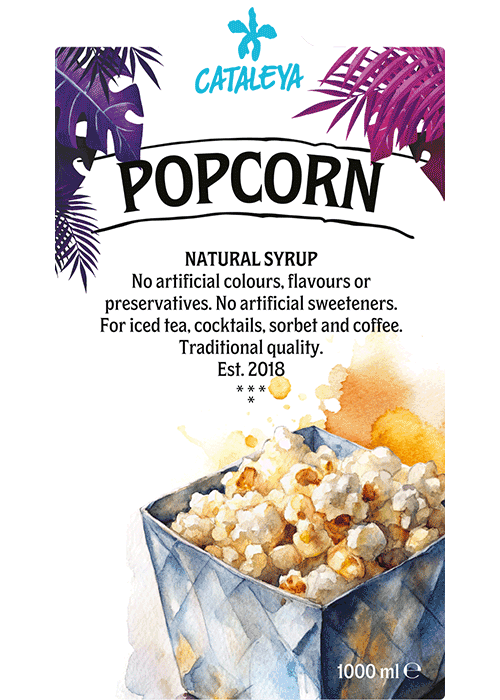 CATALEYA
POPCORN
NATURAL SYRUP
No artificial colours, flavours or
preservatives. No artificial sweeteners.
For iced tea, cocktails, sorbet and coffee.
Traditional quality.
Est. 2018
* * *
*
1000 ml ℮